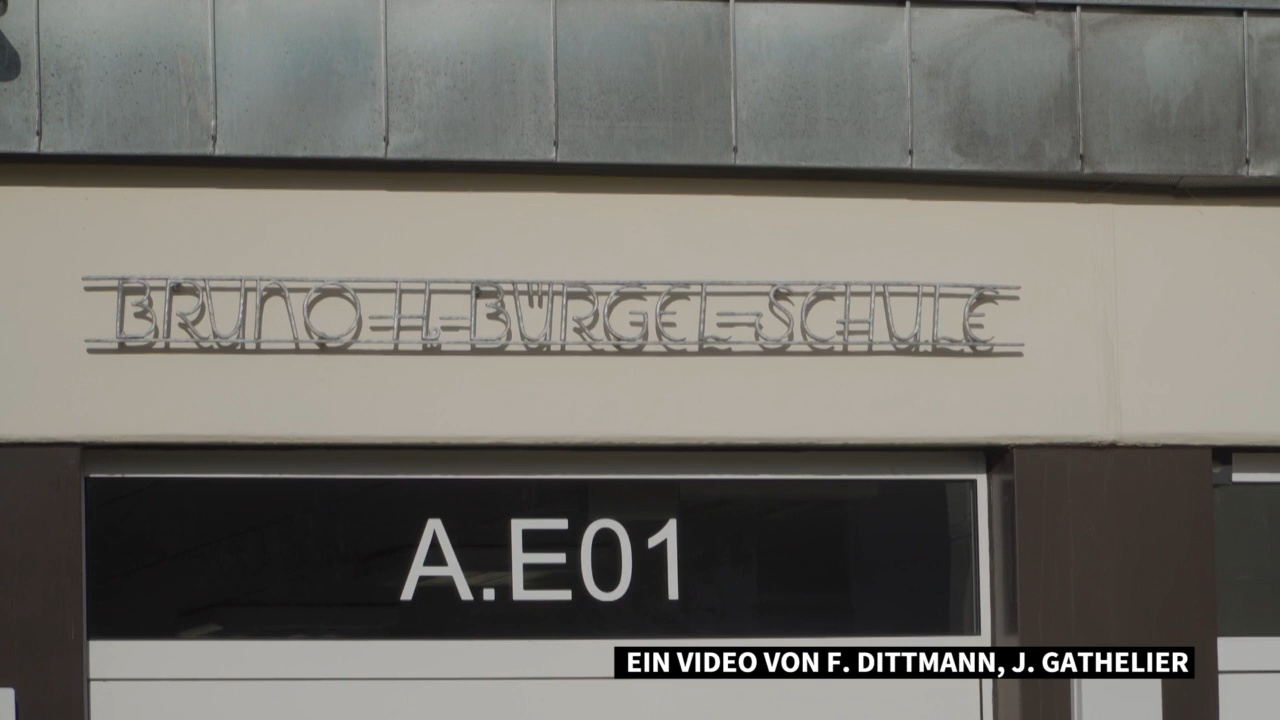 BRUNO-H.-BÜRGEL-SCHULE
A.E01
EIN VIDEO VON F. DITTMANN, J. GATHELIER